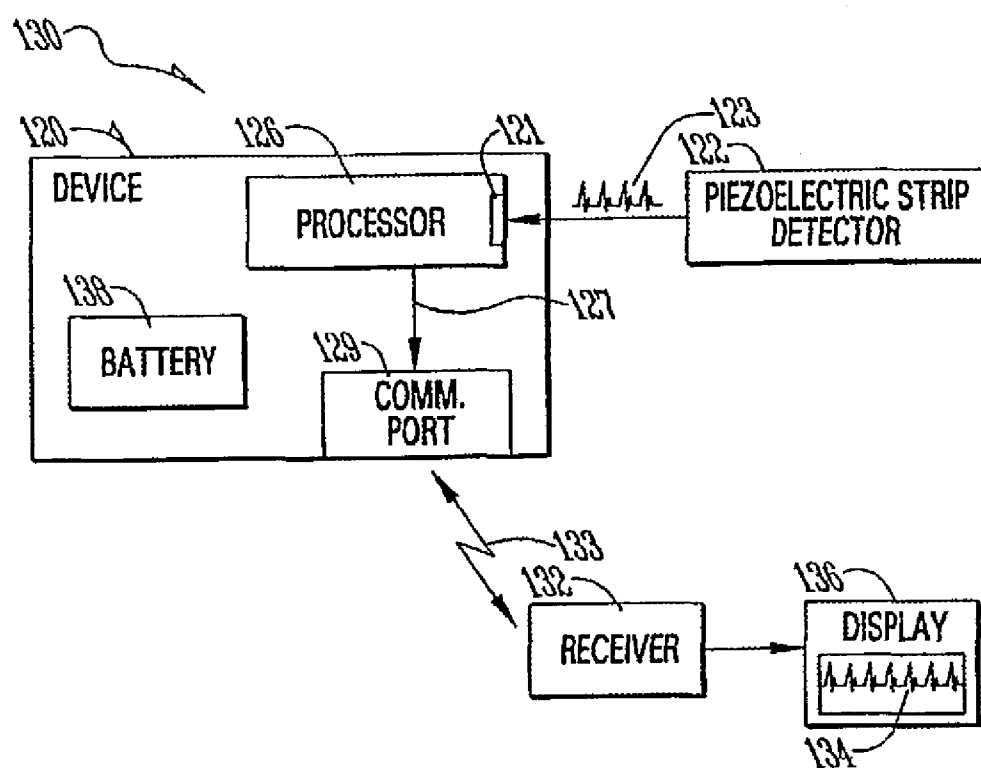 130
120
126
121
123
122
DEVICE
PROCESSOR
PIEZOELECTRIC STRIP
DETECTOR
138
127
BATTERY
129
COMM.
PORT
133
132
136
RECEIVER
DISPLAY
134